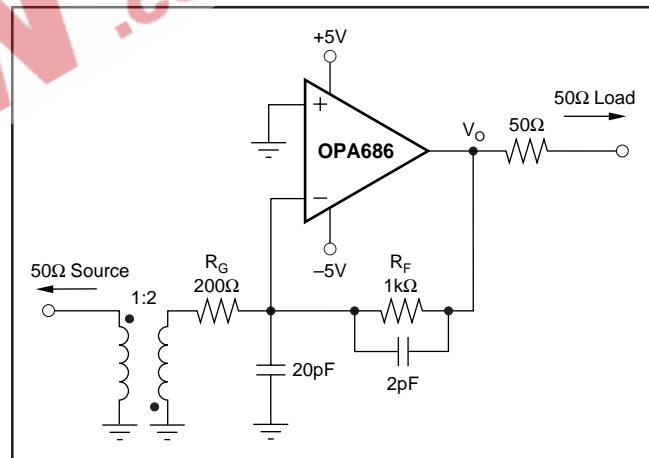 +5V
50Ω Load
+
OPA686
V_O
50Ω
–
–5V
50Ω Source
R_G
200Ω
R_F
1kΩ
1:2
20pF
2pF